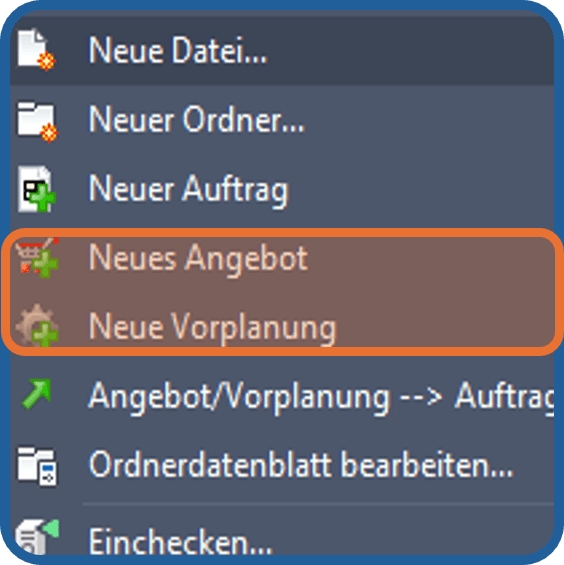 Neue Datei...
Neuer Ordner...
Neuer Auftrag
Neues Angebot
Neue Vorplanung
Angebot/Vorplanung --> Auftrag
Ordnerdatenblatt bearbeiten...
Einchecken...